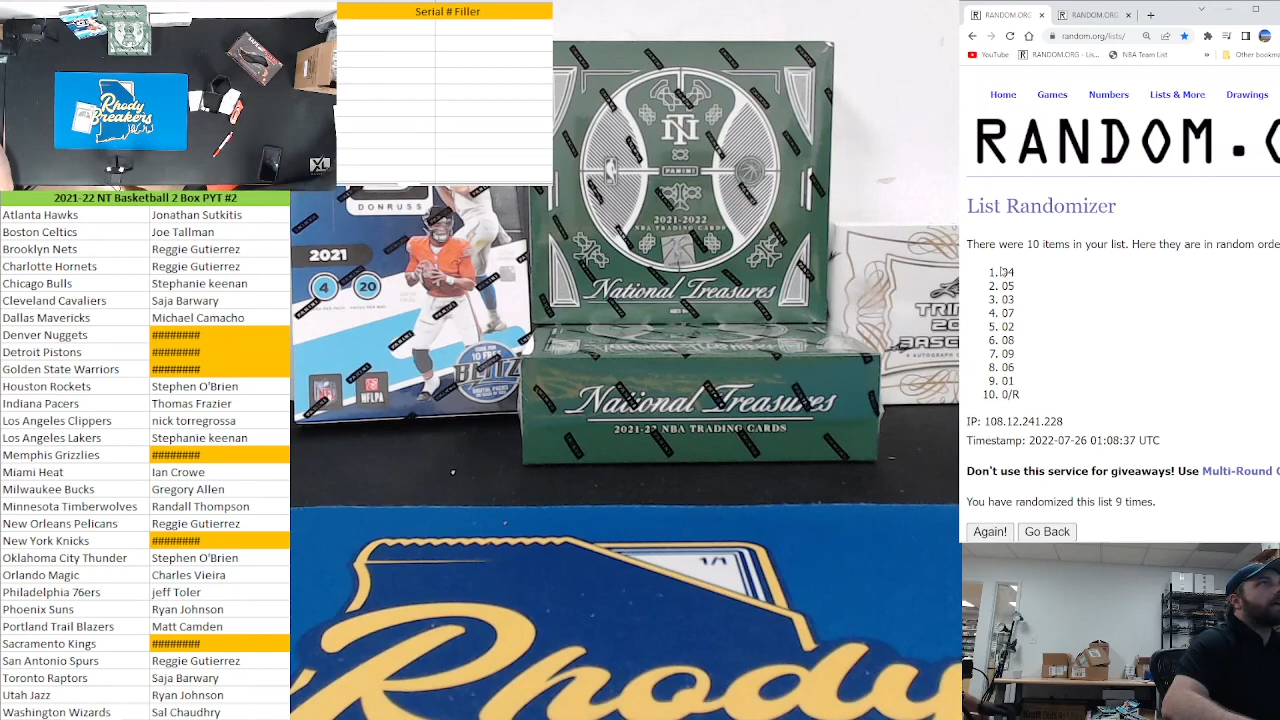 Serial # Filler
Rhody
Breakers
XL
2021-22 NT Basketball 2 Box PYT #2
Atlanta Hawks Jonathan Sutkitis
Boston Celtics Joe Tallman
Brooklyn Nets Reggie Gutierrez
Charlotte Hornets Reggie Gutierrez
Chicago Bulls Stephanie keenan
Cleveland Cavaliers Saja Barwary
Dallas Mavericks Michael Camacho
Denver Nuggets ########
Detroit Pistons ########
Golden State Warriors ########
Houston Rockets Stephen O'Brien
Indiana Pacers Thomas Frazier
Los Angeles Clippers nick torregrossa
Los Angeles Lakers Stephanie keenan
Memphis Grizzlies ########
Miami Heat Ian Crowe
Milwaukee Bucks Gregory Allen
Minnesota Timberwolves Randall Thompson
New Orleans Pelicans Reggie Gutierrez
New York Knicks ########
Oklahoma City Thunder Stephen O'Brien
Orlando Magic Charles Vieira
Philadelphia 76ers jeff Toler
Phoenix Suns Ryan Johnson
Portland Trail Blazers Matt Camden
Sacramento Kings ########
San Antonio Spurs Reggie Gutierrez
Toronto Raptors Saja Barwary
Utah Jazz Ryan Johnson
Washington Wizards Sal Chaudhry
DONRUSS
2021
4 20
BLITZ
NFL
NFLPA
NT
PANINI
2021-2022
NBA TRADING CARDS
National Treasures
National Treasures
2021-22 NBA TRADING CARDS
1/1
Rhody
RANDOM.ORG
RANDOM.ORG
random.org/lists/
YouTube
RANDOM.ORG - Lis...
NBA Team List
»
Other book
Home Games Numbers Lists & More Drawings
RANDOM.O
List Randomizer
There were 10 items in your list. Here they are in random orde
1. 04
2. 05
3. 03
4. 07
5. 02
6. 08
7. 09
8. 06
9. 01
10. 0/R
IP: 108.12.241.228
Timestamp: 2022-07-26 01:08:37 UTC
Don't use this service for giveaways! Use Multi-Round
You have randomized this list 9 times.
Again! Go Back